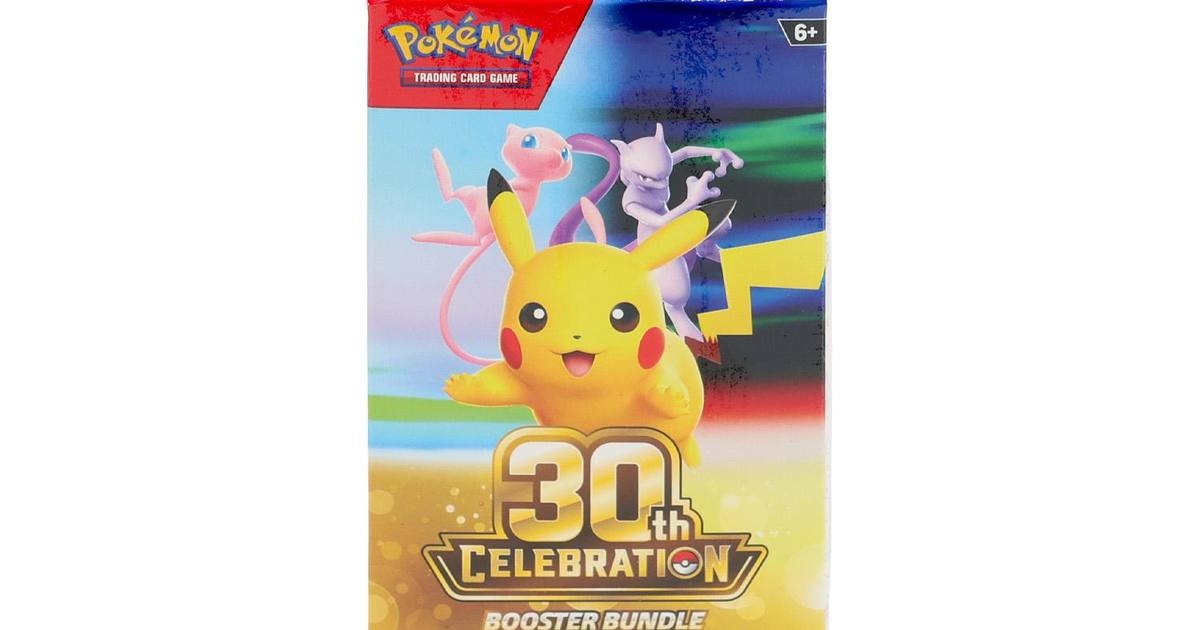 POKéMON
TRADING CARD GAME
6+
30th
CELEBRATION
BOOSTER BUNDLE